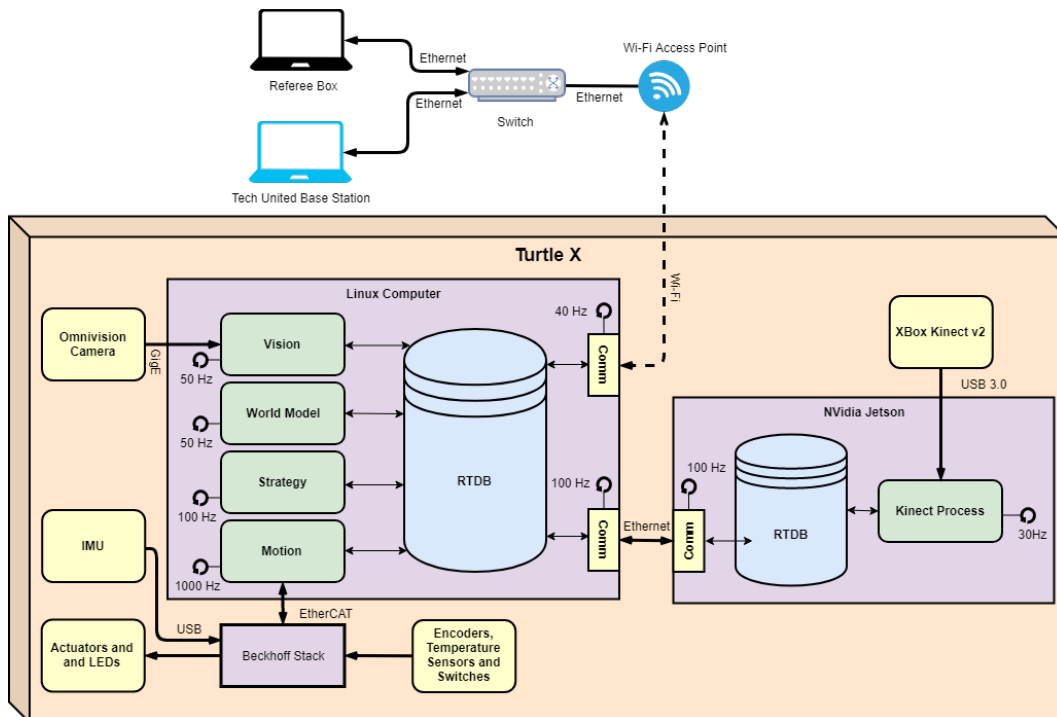 Ethernet
Wi-Fi Access Point
Referee Box
Ethernet
Ethernet
Switch
Tech United Base Station
Turtle X
Wi-Fi
Linux Computer
40 Hz
Omnivision
Camera
GigE
Vision
50 Hz
Comm
XBox Kinect v2
USB 3.0
World Model
50 Hz
NVidia Jetson
RTDB
Strategy
100 Hz
100 Hz
100 Hz
Kinect Process
Ethernet
Comm
Comm
RTDB
30Hz
IMU
Motion
1000 Hz
EtherCAT
USB
Actuators and
and LEDs
Beckhoff Stack
Encoders,
Temperature
Sensors and
Switches